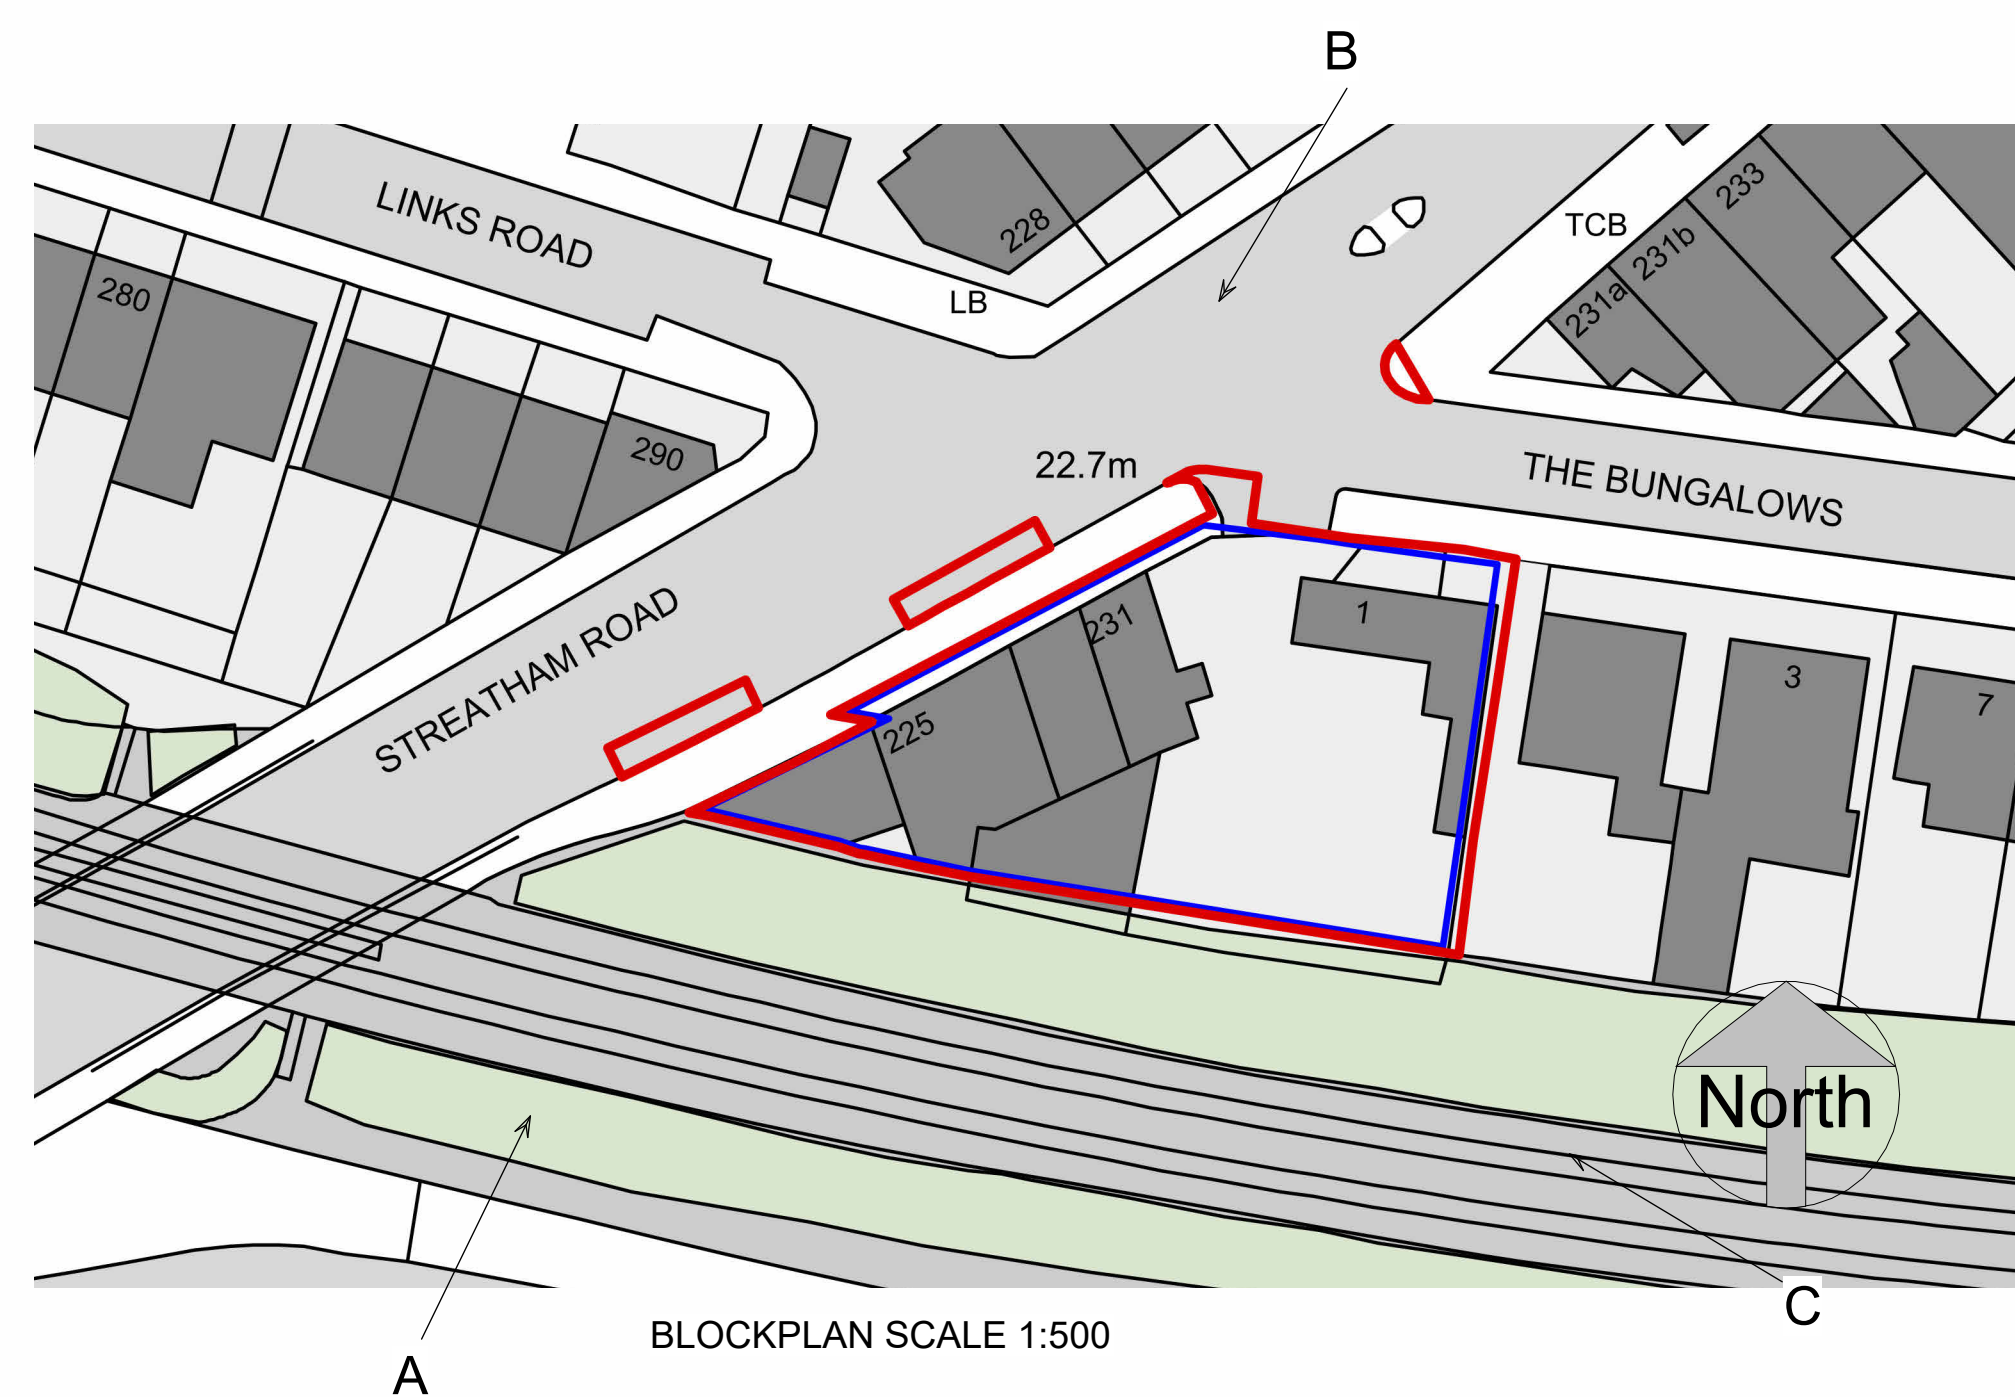 B
LINKS ROAD
228
LB
TCB
233
231b
231a
280
290
22.7m
THE BUNGALOWS
STREATHAM ROAD
231
225
1
3
7
North
A
BLOCKPLAN SCALE 1:500
C